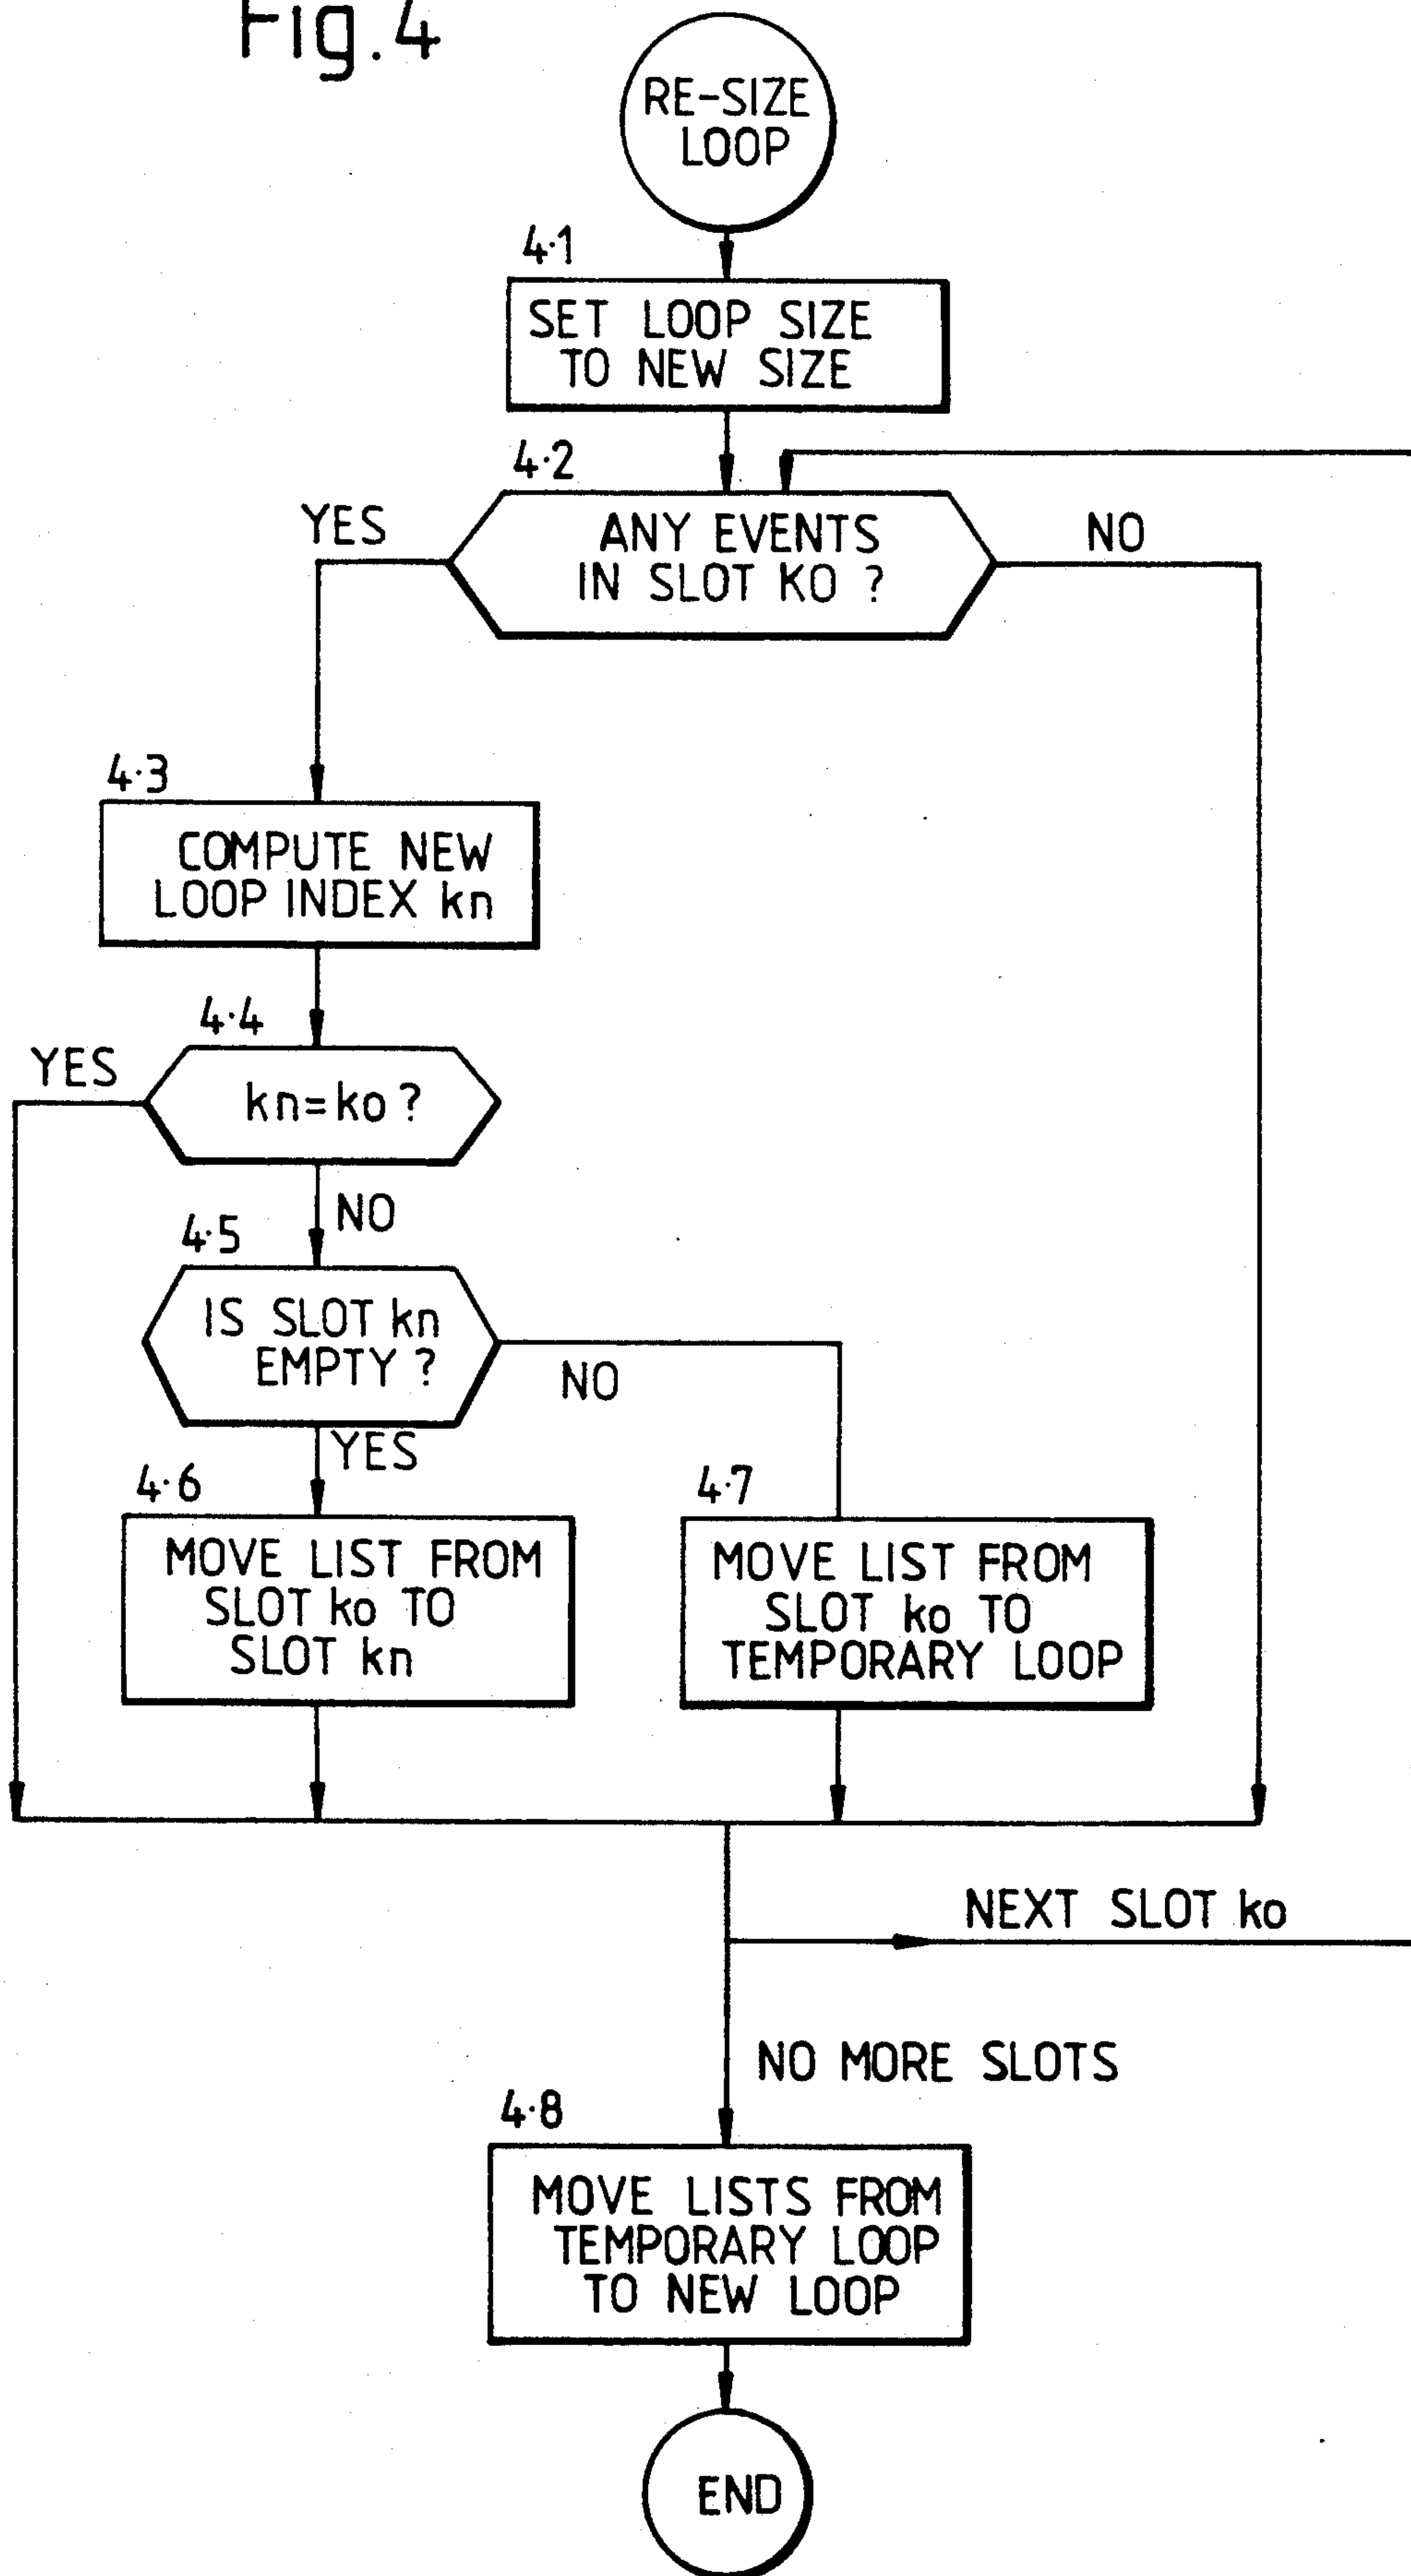 Fig.4
RE-SIZE
LOOP
4·1
SET LOOP SIZE
TO NEW SIZE
4·2
YES
ANY EVENTS
IN SLOT KO ?
NO
4·3
COMPUTE NEW
LOOP INDEX kn
4·4
YES
kn=ko ?
NO
4·5
IS SLOT kn
EMPTY ?
NO
YES
4·6
MOVE LIST FROM
SLOT ko TO
SLOT kn
4·7
MOVE LIST FROM
SLOT ko TO
TEMPORARY LOOP
NEXT SLOT ko
NO MORE SLOTS
4·8
MOVE LISTS FROM
TEMPORARY LOOP
TO NEW LOOP
END